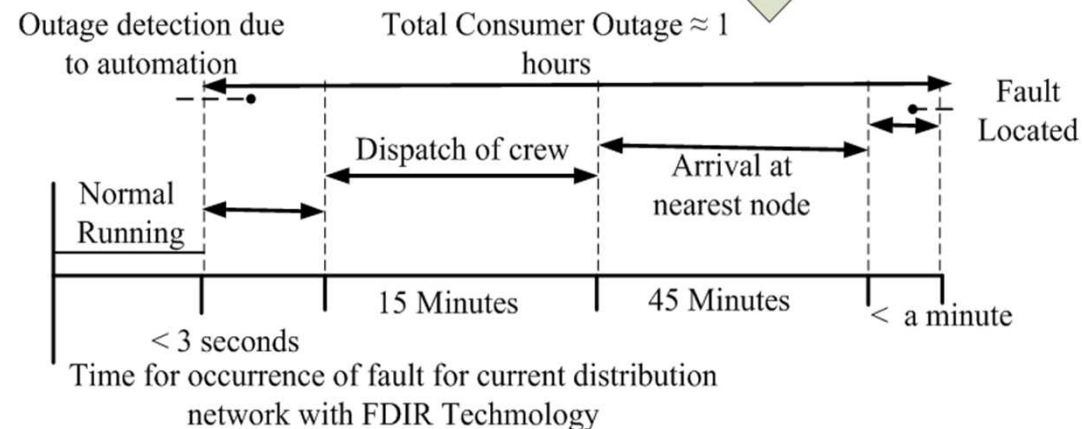 Outage detection due
to automation
Total Consumer Outage ≈ 1
hours
Fault
Located
Dispatch of crew
Arrival at
nearest node
Normal
Running
15 Minutes
45 Minutes
< a minute
< 3 seconds
Time for occurrence of fault for current distribution
network with FDIR Technology